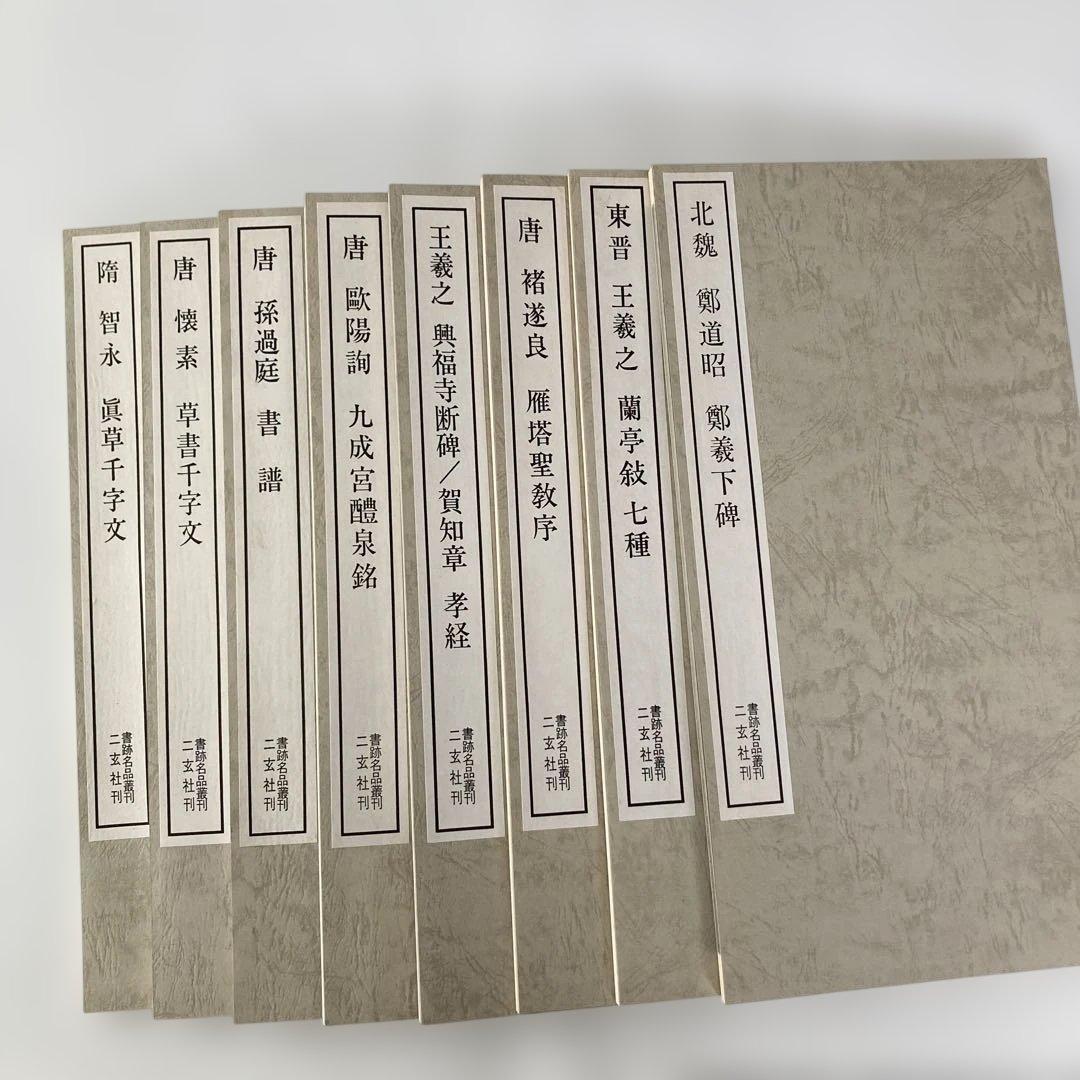 北魏 鄭道昭 鄭羲下碑
書跡名品叢刊
二玄社刊
東晋 王羲之 蘭亭敍 七種
書跡名品叢刊
二玄社刊
唐 褚遂良 雁塔聖教序
書跡名品叢刊
二玄社刊
王羲之 興福寺断碑/賀知章 孝経
書跡名品叢刊
二玄社刊
唐 歐陽詢 九成宮醴泉銘
書跡名品叢刊
二玄社刊
唐 孫過庭 書 譜
書跡名品叢刊
二玄社刊
唐 懐素 草書千字文
書跡名品叢刊
二玄社刊
隋 智永 眞草千字文
書跡名品叢刊
二玄社刊